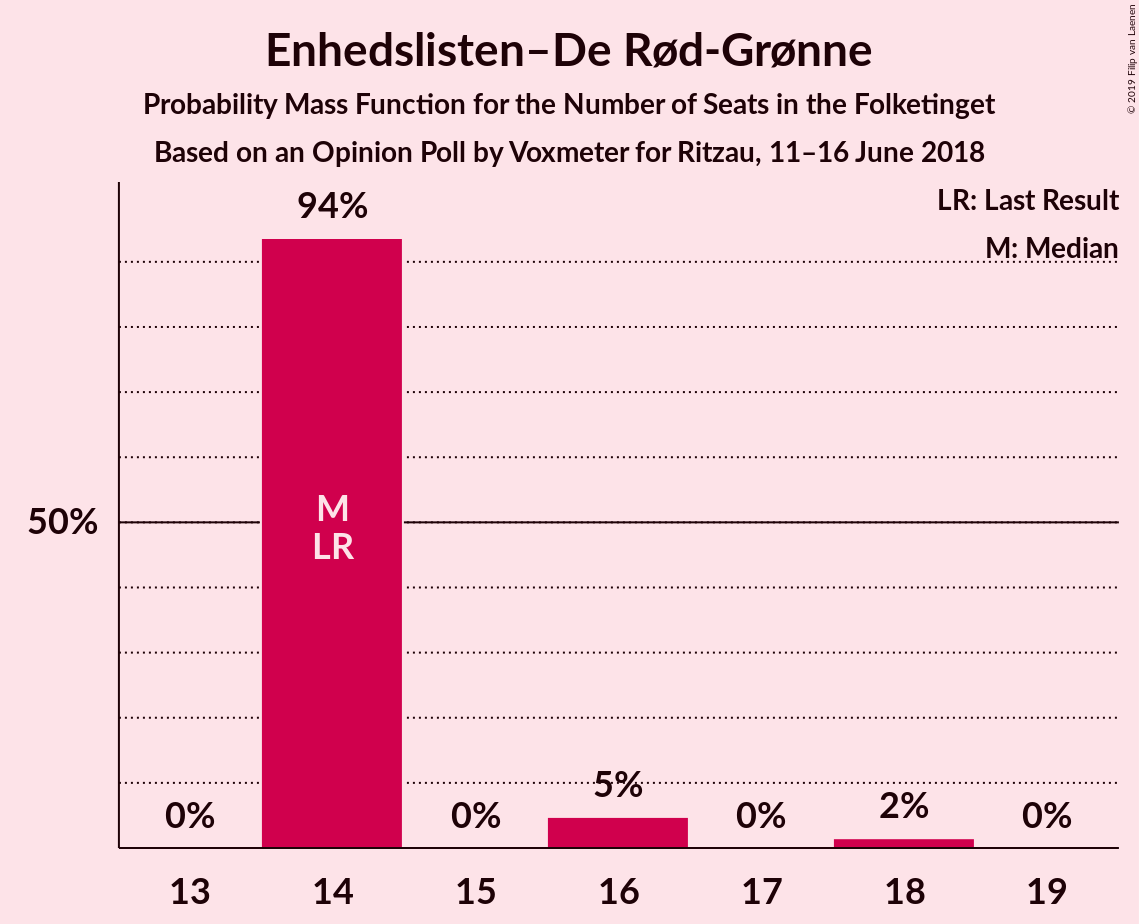 Enhedslisten–De Rød-Grønne
Probability Mass Function for the Number of Seats in the Folketinget
Based on an Opinion Poll by Voxmeter for Ritzau, 11–16 June 2018
© 2019 Filip van Laenen
LR: Last Result
M: Median
94%
50%
M
LR
0%
0%
5%
0%
2%
0%
13
14
15
16
17
18
19